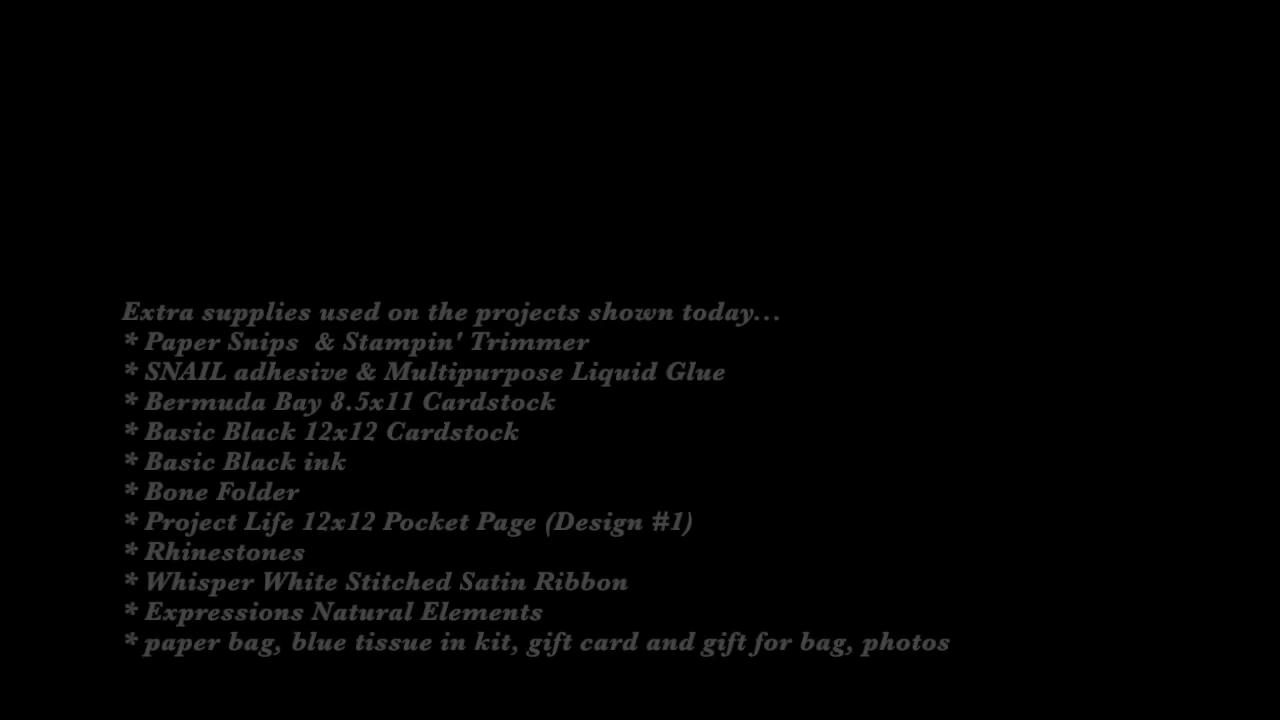 Extra supplies used on the projects shown today...
* Paper Snips  & Stampin' Trimmer
* SNAIL adhesive & Multipurpose Liquid Glue
* Bermuda Bay 8.5x11 Cardstock
* Basic Black 12x12 Cardstock
* Basic Black ink
* Bone Folder
* Project Life 12x12 Pocket Page (Design #1)
* Rhinestones
* Whisper White Stitched Satin Ribbon
* Expressions Natural Elements
* paper bag, blue tissue in kit, gift card and gift for bag, photos